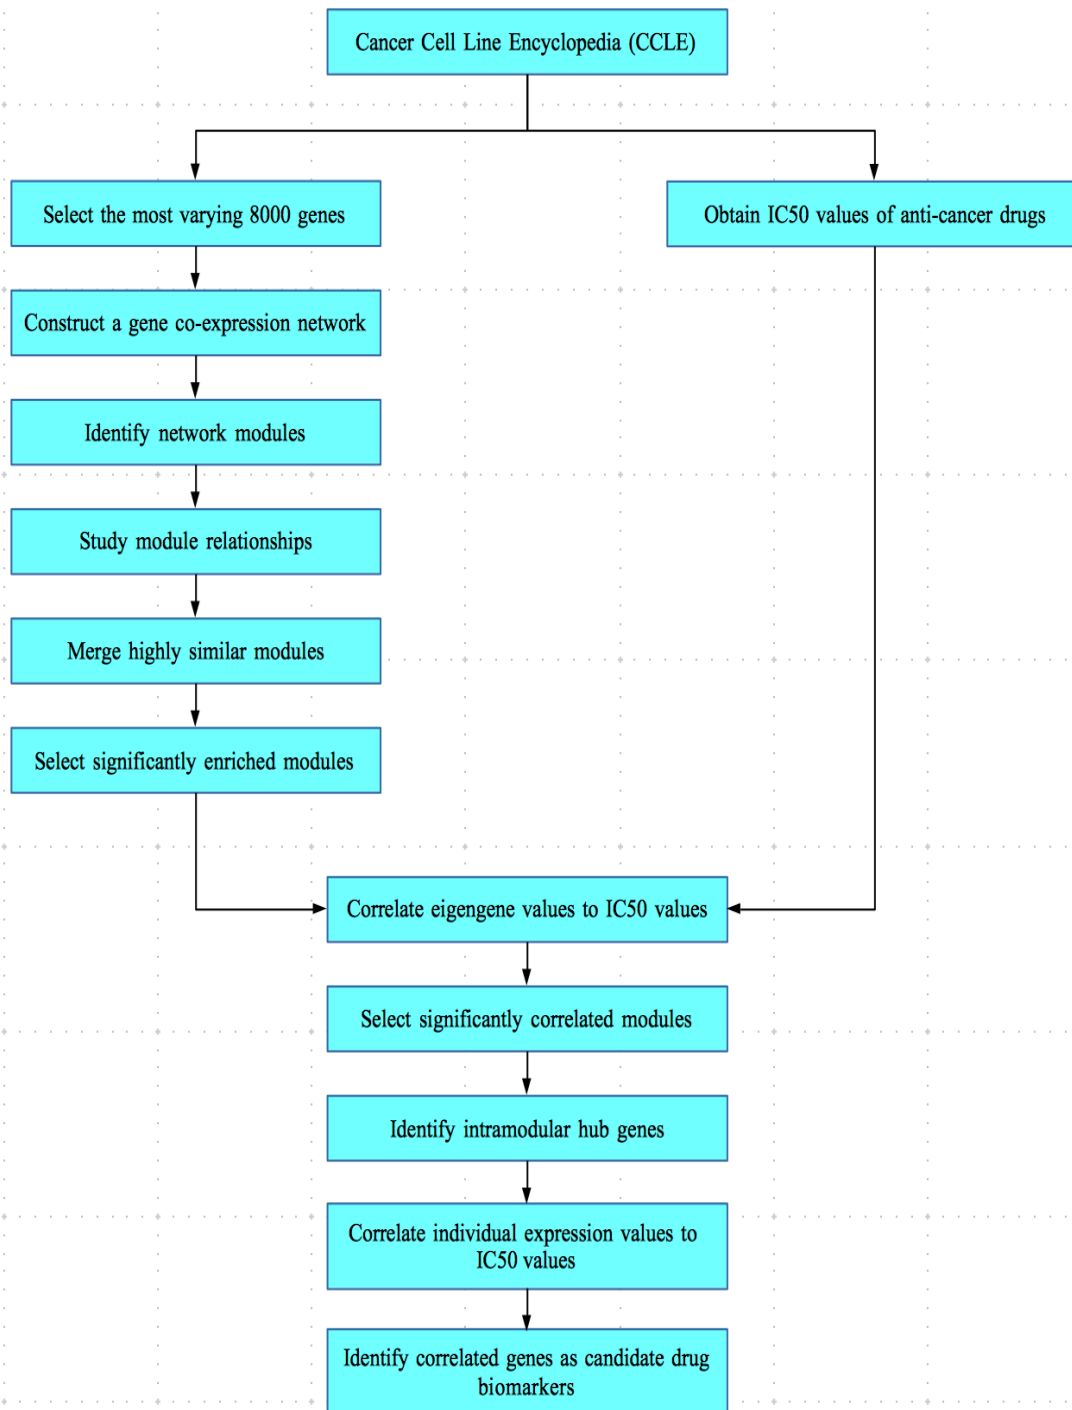 Cancer Cell Line Encyclopedia (CCLE)
Select the most varying 8000 genes
Obtain IC50 values of anti-cancer drugs
Construct a gene co-expression network
Identify network modules
Study module relationships
Merge highly similar modules
Select significantly enriched modules
Correlate eigengene values to IC50 values
Select significantly correlated modules
Identify intramodular hub genes
Correlate individual expression values to
IC50 values
Identify correlated genes as candidate drug
biomarkers